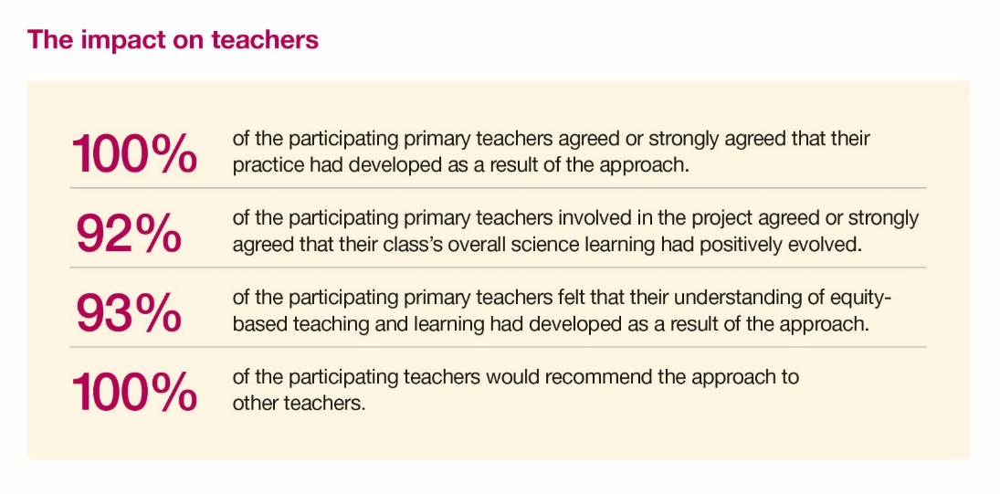 The impact on teachers
100%
of the participating primary teachers agreed or strongly agreed that their
practice had developed as a result of the approach.
92%
of the participating primary teachers involved in the project agreed or strongly
agreed that their class’s overall science learning had positively evolved.
93%
of the participating primary teachers felt that their understanding of equity-
based teaching and learning had developed as a result of the approach.
100%
of the participating teachers would recommend the approach to
other teachers.